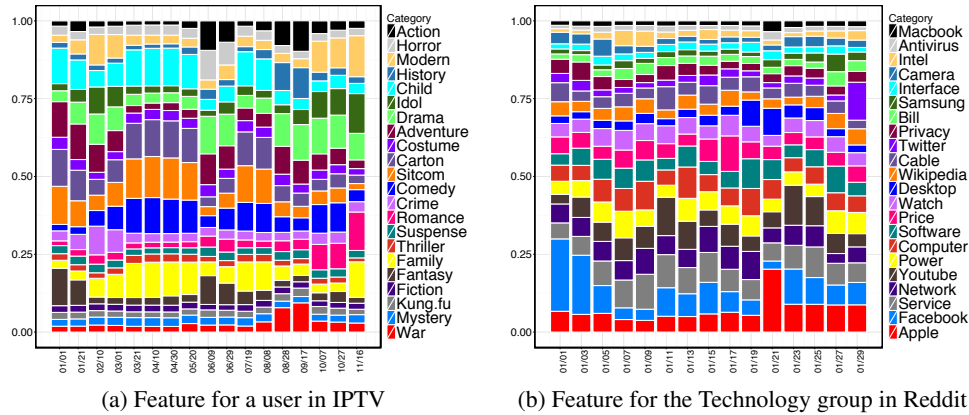 Category
Action
Horror
Modern
History
Child
Idol
Drama
Adventure
Costume
Carton
Sitcom
Comedy
Crime
Romance
Suspense
Thriller
Family
Fantasy
Fiction
Kung.fu
Mystery
War
1.00
0.75
0.50
0.25
0.00
01/01
01/21
02/10
03/01
03/21
04/10
04/30
05/20
06/09
06/29
07/19
08/08
08/28
09/17
10/07
10/27
11/16
(a) Feature for a user in IPTV
Category
Macbook
Antivirus
Intel
Camera
Interface
Samsung
Bill
Privacy
Twitter
Cable
Wikipedia
Desktop
Watch
Price
Software
Computer
Power
Youtube
Network
Service
Facebook
Apple
1.00
0.75
0.50
0.25
0.00
01/01
01/03
01/05
01/07
01/09
01/11
01/13
01/15
01/17
01/19
01/21
01/23
01/25
01/27
01/29
(b) Feature for the Technology group in Reddit